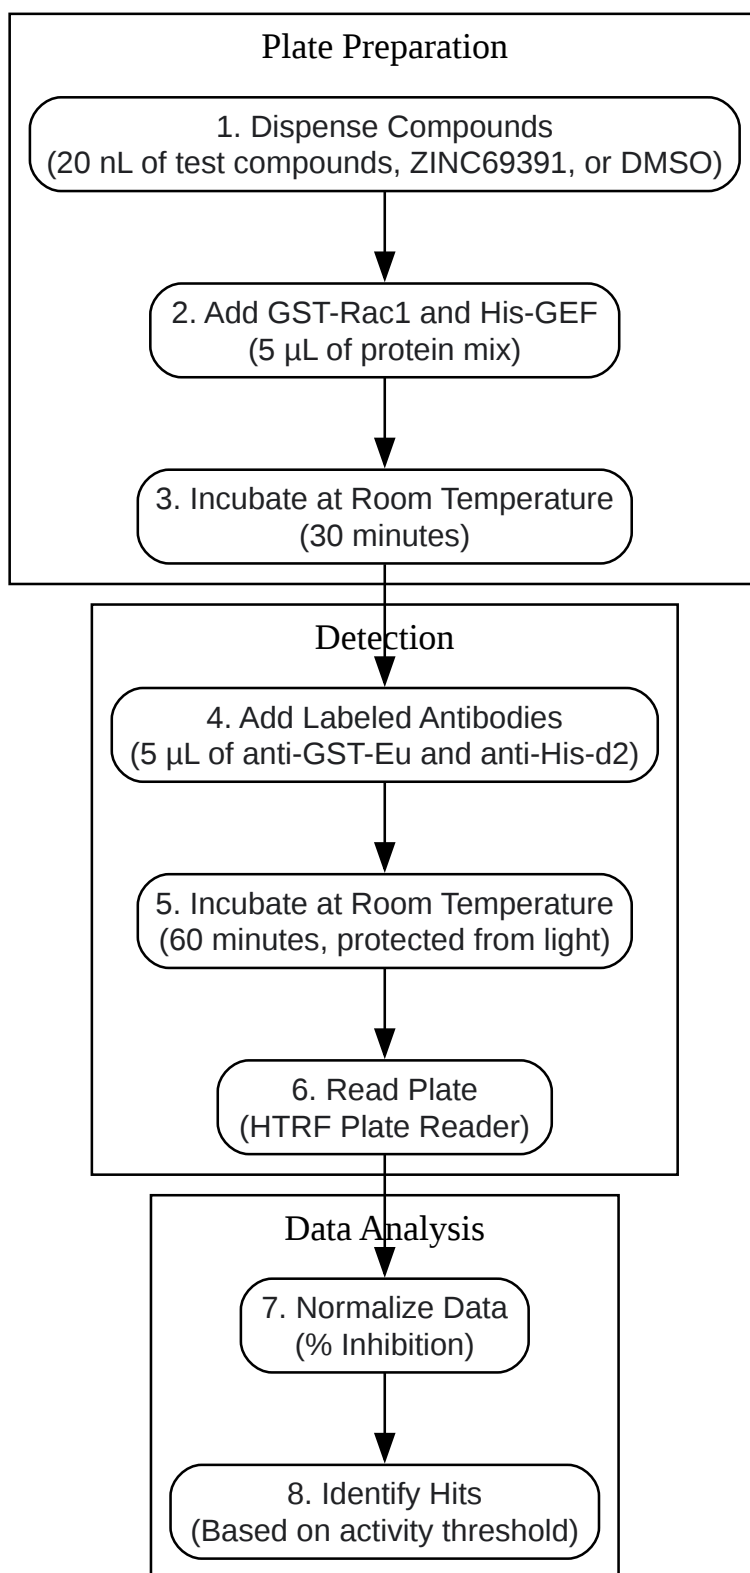 Plate Preparation
1. Dispense Compounds
(20 nL of test compounds, ZINC69391, or DMSO)
2. Add GST-Rac1 and His-GEF
(5 µL of protein mix)
3. Incubate at Room Temperature
(30 minutes)
Detection
4. Add Labeled Antibodies
(5 µL of anti-GST-Eu and anti-His-d2)
5. Incubate at Room Temperature
(60 minutes, protected from light)
6. Read Plate
(HTRF Plate Reader)
Data Analysis
7. Normalize Data
(% Inhibition)
8. Identify Hits
(Based on activity threshold)